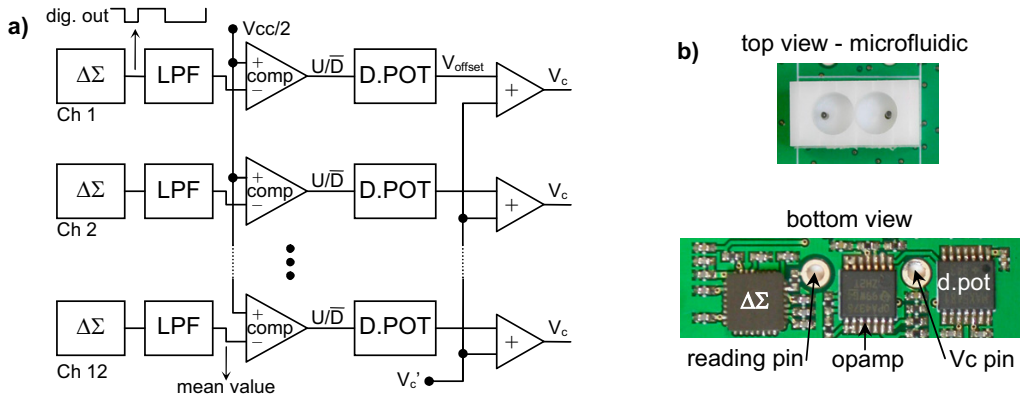 a)
dig. out
Vcc/2
ΔΣ
LPF
+
comp
−
U/D̅
D.POT
Voffset
+
Vc
Ch 1
ΔΣ
LPF
+
comp
−
U/D̅
D.POT
+
Vc
Ch 2
ΔΣ
LPF
+
comp
−
U/D̅
D.POT
+
Vc
Ch 12
mean value
Vc'
b)
top view - microfluidic
bottom view
ΔΣ
d.pot
reading pin
opamp
Vc pin